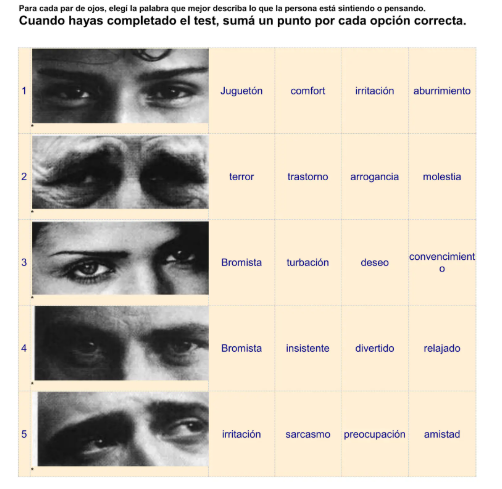 Para cada par de ojos, elegi la palabra que mejor describa lo que la persona está sintiendo o pensando.
Cuando hayas completado el test, sumá un punto por cada opción correcta.
1 Juguetón comfort irritación aburrimiento
2 terror trastorno arrogancia molestia
3 Bromista turbación deseo convencimient
o
4 Bromista insistente divertido relajado
5 irritación sarcasmo preocupación amistad